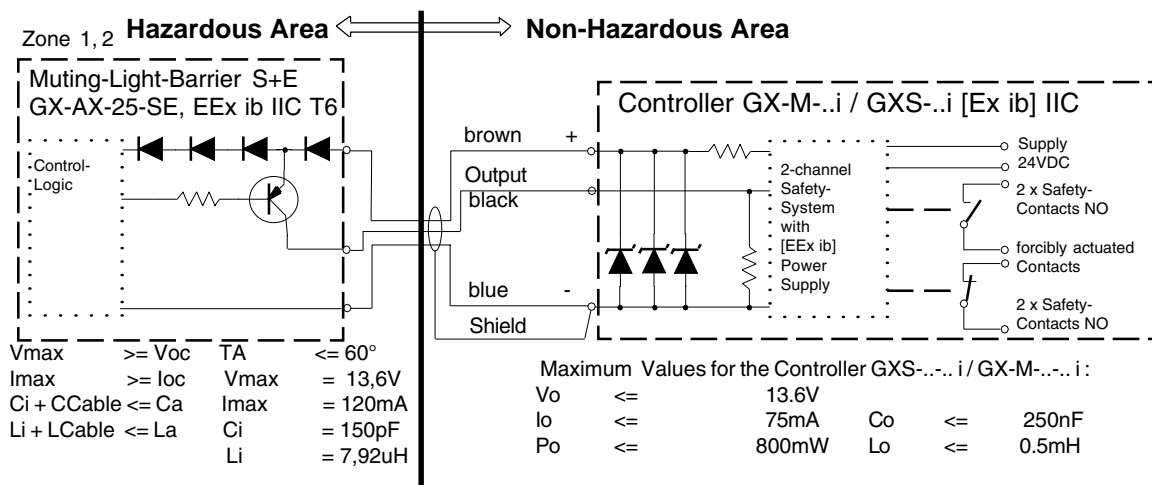 Zone 1, 2 Hazardous Area
Non-Hazardous Area
Muting-Light-Barrier S+E
GX-AX-25-SE, EEx ib IIC T6
Control-
Logic
brown +
Output
black
blue -
Shield
Controller GX-M-..i / GXS-..i [Ex ib] IIC
2-channel
Safety-
System
with
[EEx ib]
Power
Supply
Supply
24VDC
2 x Safety-
Contacts NO
forcibly actuated
Contacts
2 x Safety-
Contacts NO
Vmax >= Voc TA <= 60°
Imax >= Ioc Vmax = 13,6V
Ci + CCable <= Ca Imax = 120mA
Li + LCable <= La Ci = 150pF
Li = 7,92uH
Maximum Values for the Controller GXS-..-.. i / GX-M-..-.. i :
Vo <= 13.6V
Io <= 75mA Co <= 250nF
Po <= 800mW Lo <= 0.5mH